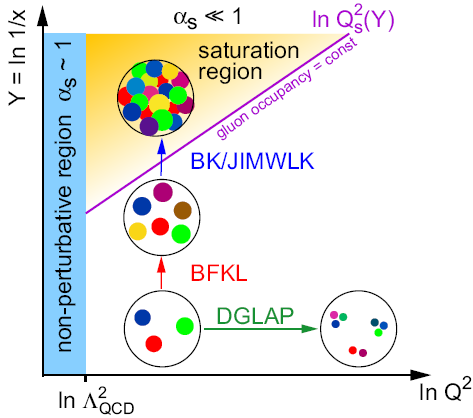 α_s ≪ 1
ln Q_s^2(Y)
Y = ln 1/x
non-perturbative region α_s ~ 1
saturation
region
gluon occupancy = const
BK/JIMWLK
BFKL
DGLAP
ln Λ_QCD^2
ln Q^2